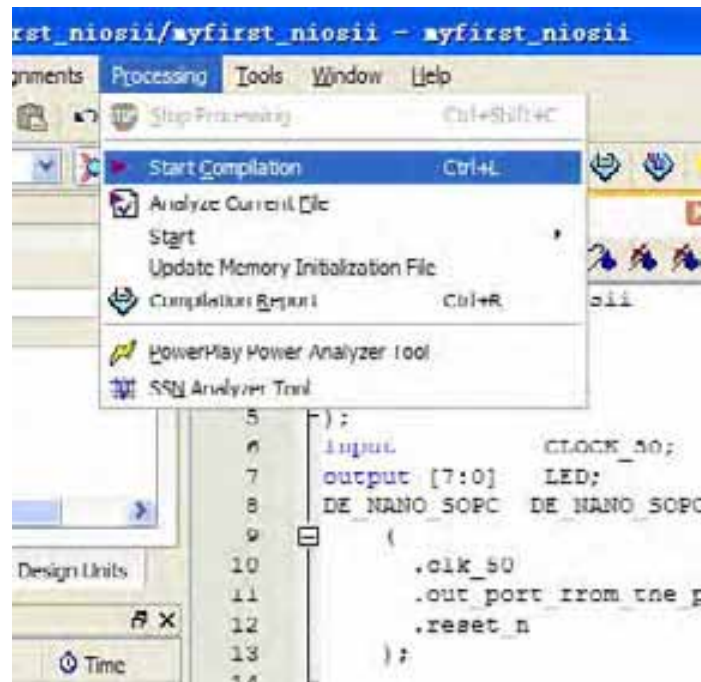 rst_niosii/myfirst_niosii - myfirst_niosii
gnments Processing Tools Window Help
Stop Processing Ctrl+Shift+C
Start Compilation Ctrl+L
Analyze Current File
Start
Update Memory Initialization File
Compilation Report Ctrl+R
PowerPlay Power Analyzer Tool
SSN Analyzer Tool
sii
5 );
6 input CLOCK_50;
7 output [7:0] LED;
8 DE_NANO_SOPC DE_NANO_SOPC
9 (
10 .clk_50
11 .out_port_from_the_p
12 .reset_n
13 );
14
Design Units
Time